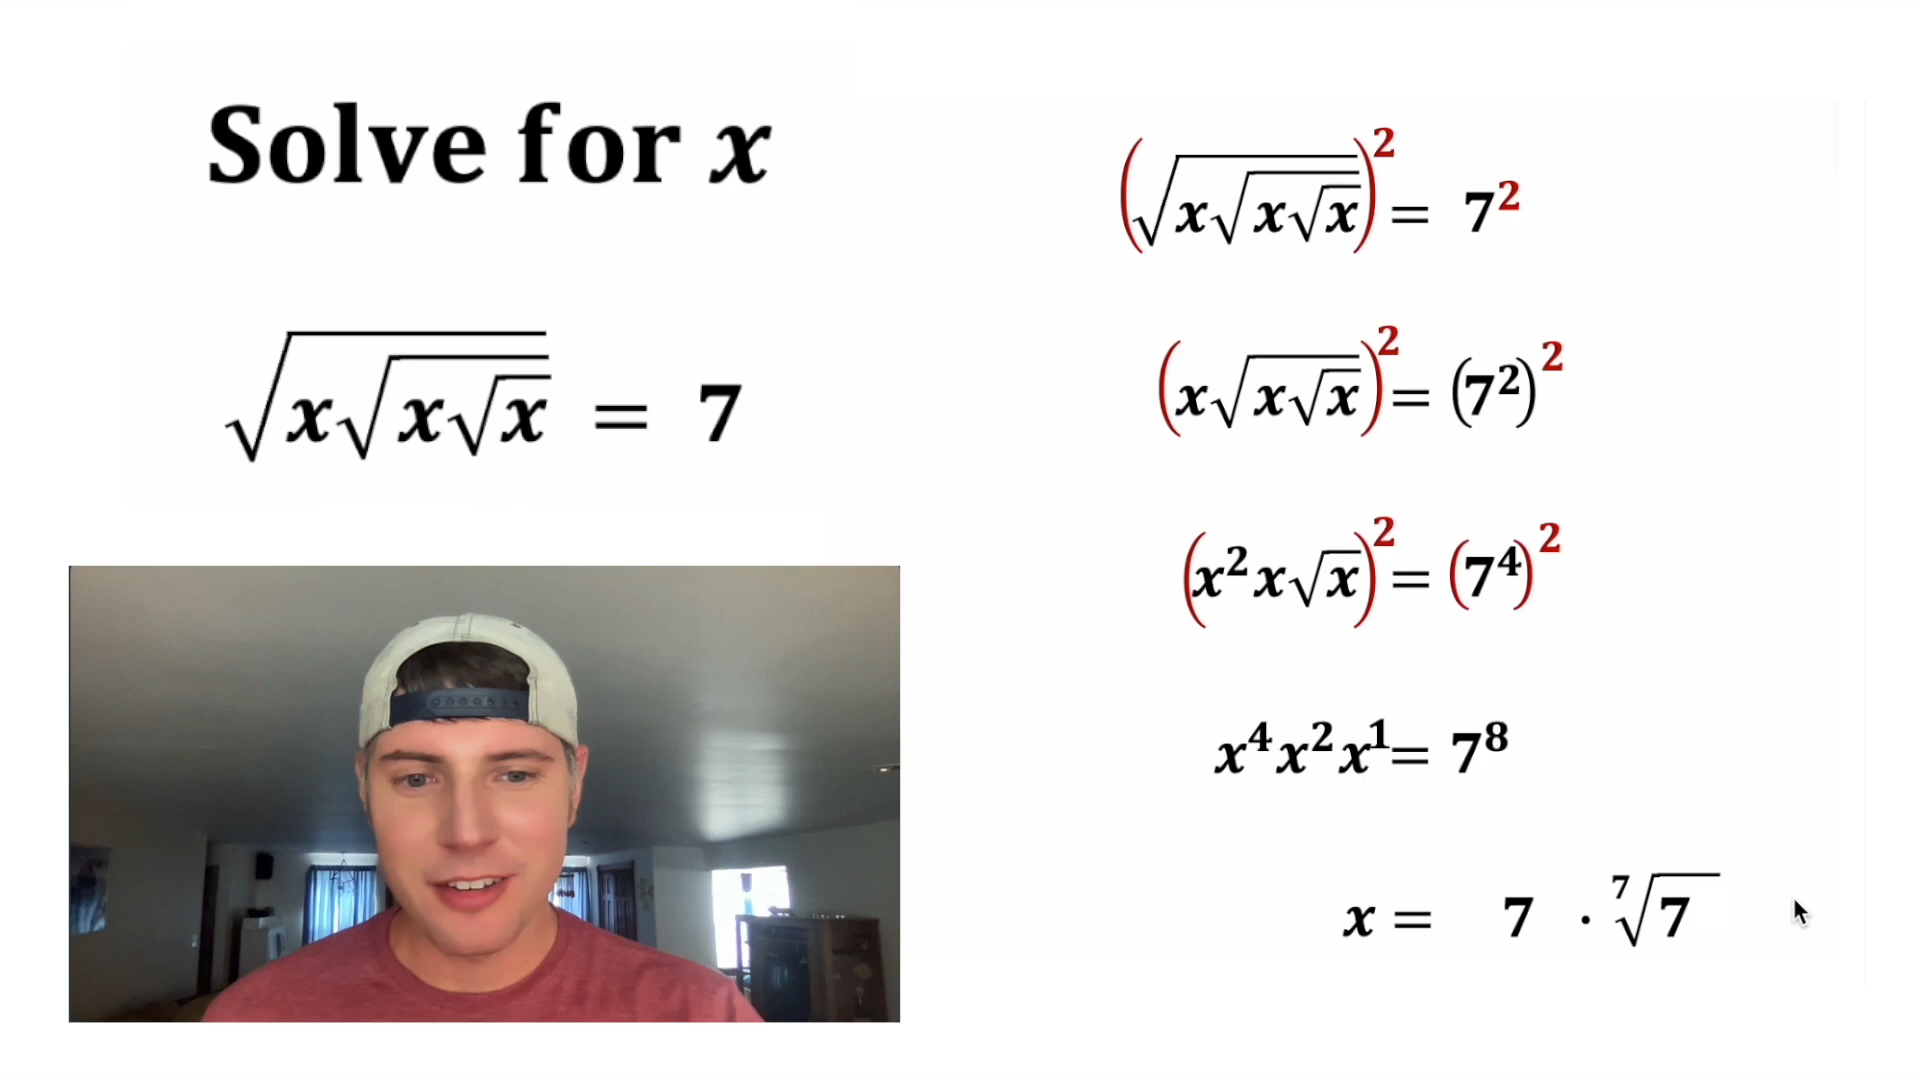 Solve for x
√(x√(x√x)) = 7
(√(x√(x√x)))² = 7²
(x√(x√x))² = (7²)²
(x²x√x)² = (7⁴)²
x⁴x²x¹= 7⁸
x = 7 · ⁷√7